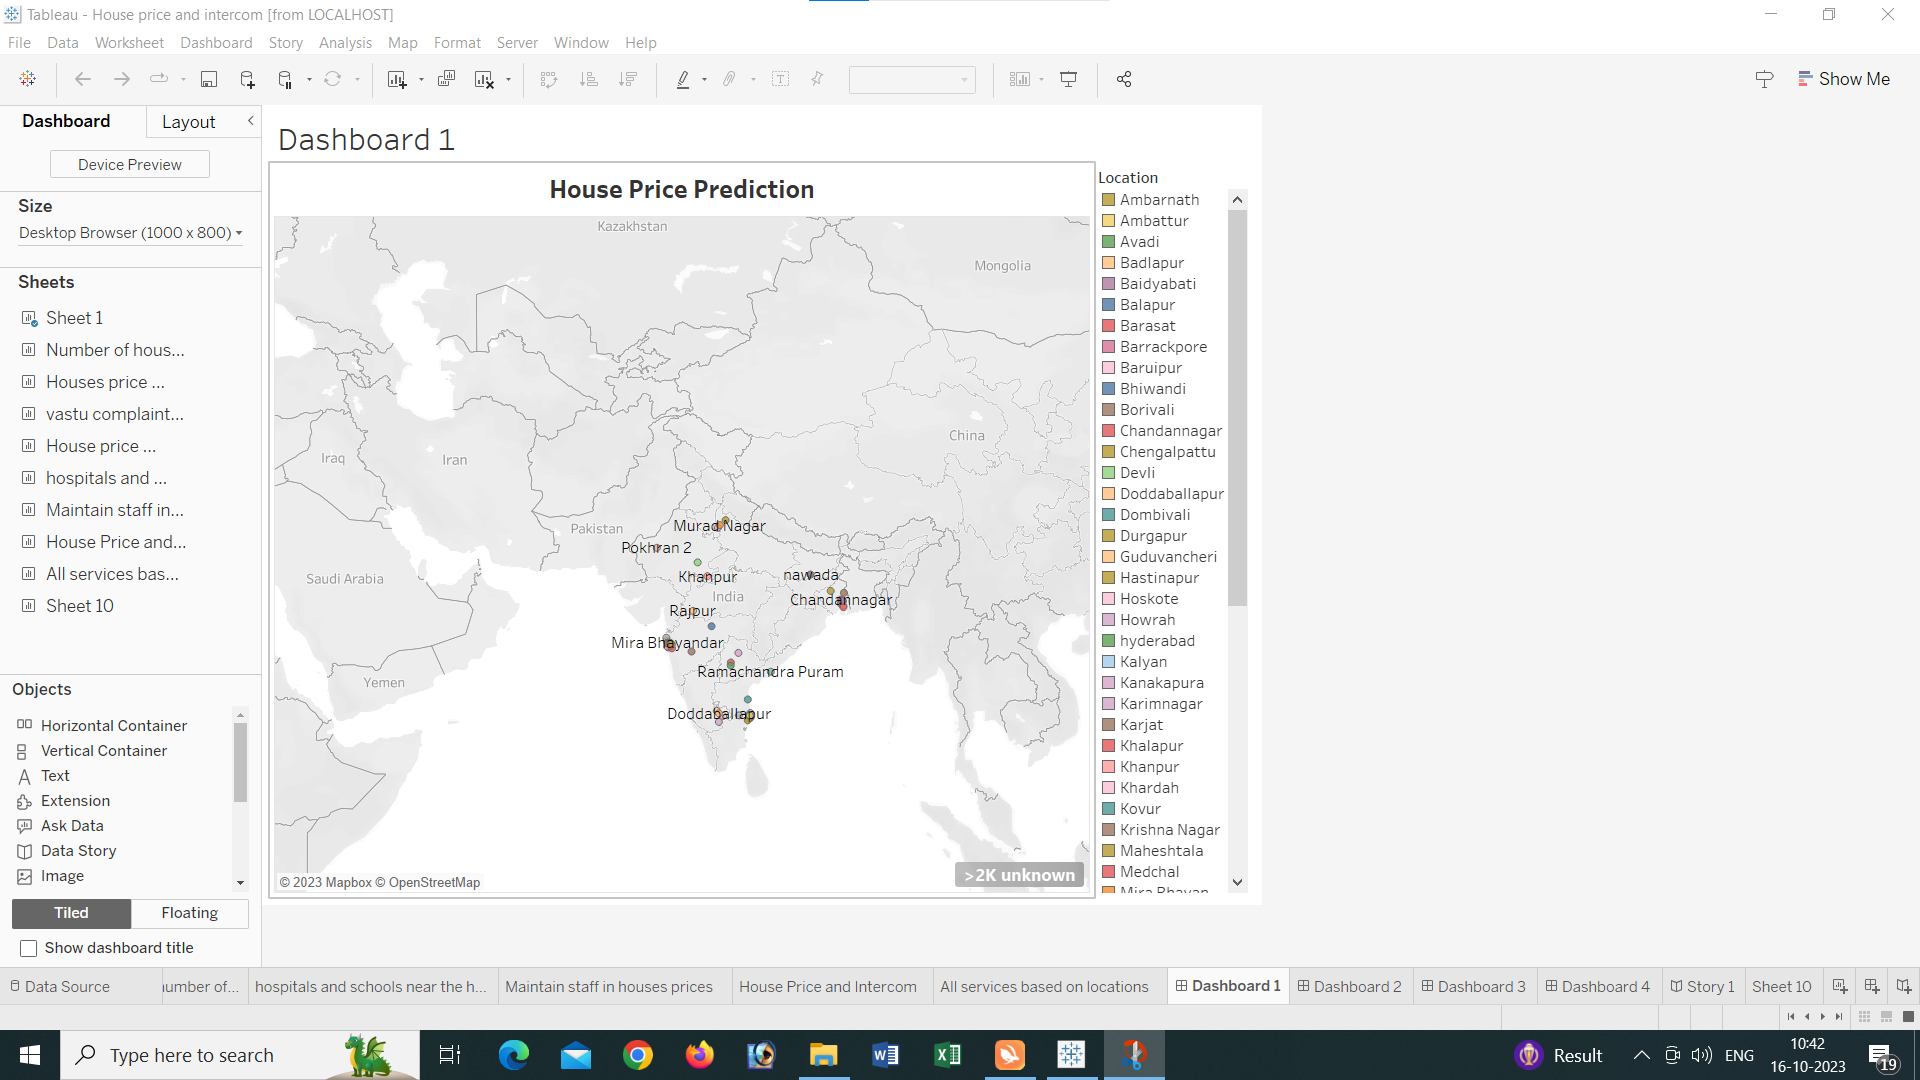 Tableau - House price and intercom [from LOCALHOST]
File Data Worksheet Dashboard Story Analysis Map Format Server Window Help
Show Me
Dashboard Layout
Device Preview
Size
Desktop Browser (1000 x 800)
Sheets
Sheet 1
Number of hous...
Houses price ...
vastu complaint...
House price ...
hospitals and ...
Maintain staff in...
House Price and...
All services bas...
Sheet 10
Objects
Horizontal Container
Vertical Container
Text
Extension
Ask Data
Data Story
Image
Tiled Floating
Show dashboard title
Dashboard 1
House Price Prediction
Kazakhstan
Mongolia
China
Iraq
Iran
Pakistan
Murad Nagar
Pokhran 2
Khanpur
nawada
Saudi Arabia
India
Chandannagar
Rajpur
Mira Bhayandar
Ramachandra Puram
Yemen
Doddaballapur
© 2023 Mapbox © OpenStreetMap
>2K unknown
Location
Ambarnath
Ambattur
Avadi
Badlapur
Baidyabati
Balapur
Barasat
Barrackpore
Baruipur
Bhiwandi
Borivali
Chandannagar
Chengalpattu
Devli
Doddaballapur
Dombivali
Durgapur
Guduvancheri
Hastinapur
Hoskote
Howrah
hyderabad
Kalyan
Kanakapura
Karimnagar
Karjat
Khalapur
Khanpur
Khardah
Kovur
Krishna Nagar
Maheshtala
Medchal
Mira Bhayan
Data Source umber of... hospitals and schools near the h... Maintain staff in houses prices House Price and Intercom All services based on locations Dashboard 1 Dashboard 2 Dashboard 3 Dashboard 4 Story 1 Sheet 10
Type here to search
Result
ENG
10:42
16-10-2023
19